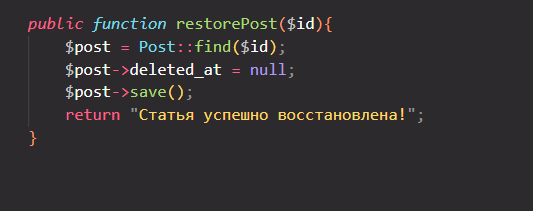 public function restorePost($id){
$post = Post::find($id);
$post->deleted_at = null;
$post->save();
return "Статья успешно восстановлена!";
}